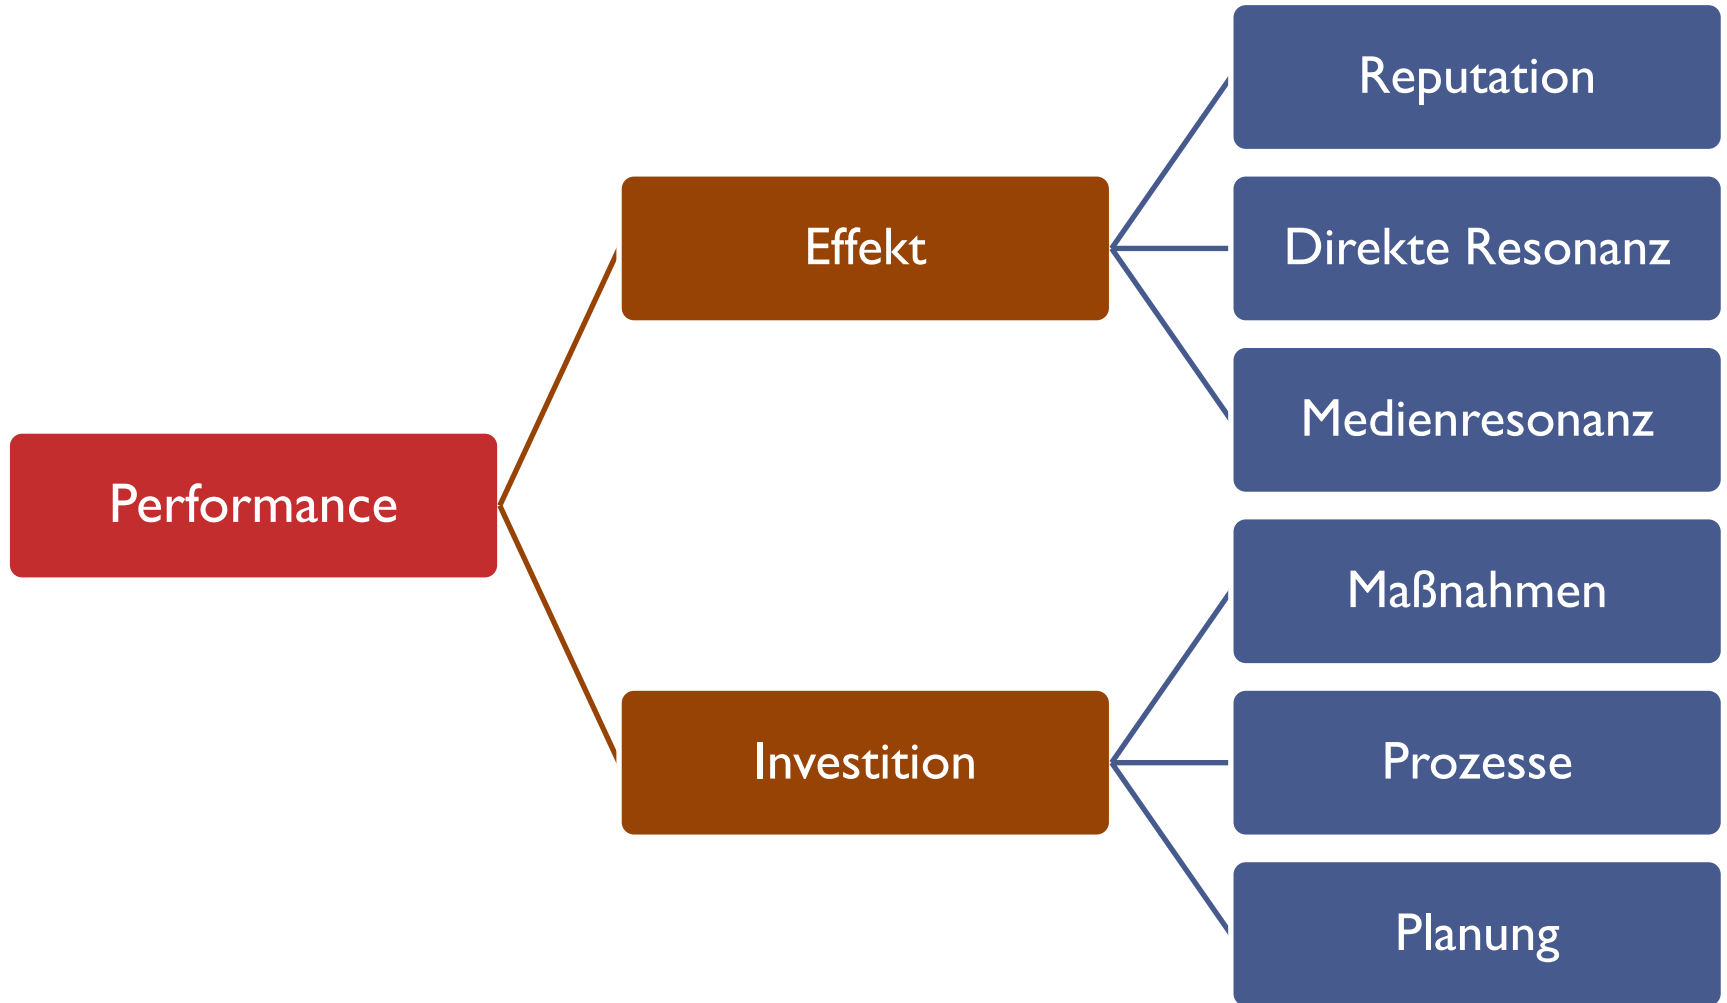 Performance
Effekt
Reputation
Direkte Resonanz
Medienresonanz
Investition
Maßnahmen
Prozesse
Planung